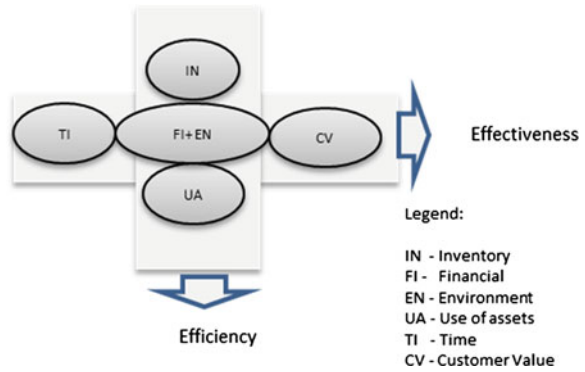 IN
TI
FI+EN
CV
UA
Effectiveness
Efficiency
Legend:
IN - Inventory
FI - Financial
EN - Environment
UA - Use of assets
TI - Time
CV - Customer Value